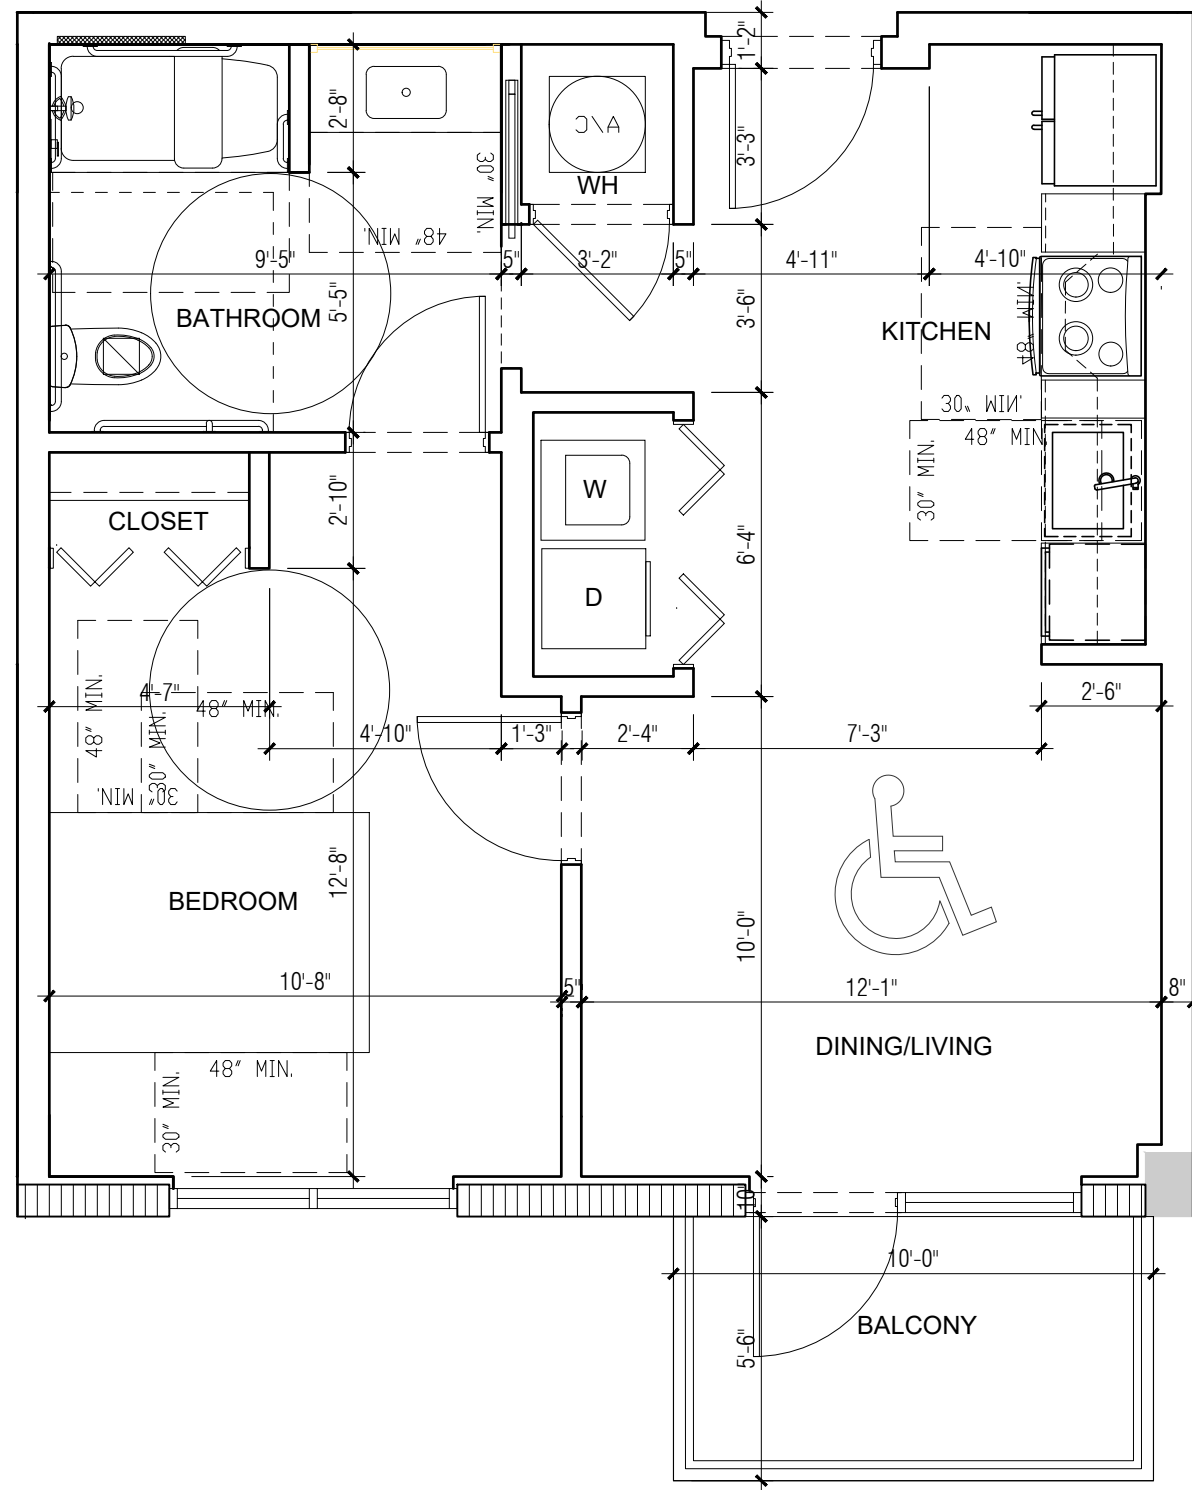 1'-2"
2'-8"
A/C
3'-3"
30" MIN.
WH
48" MIN.
9'-5"
5"
3'-2"
5"
4'-11"
4'-10"
5'-5"
3'-6"
48" MIN.
BATHROOM
KITCHEN
30" MIN.
48" MIN.
30" MIN.
2'-10"
W
CLOSET
6'-4"
D
4'-7"
48" MIN.
48" MIN.
2'-6"
30" MIN.
4'-10"
1'-3"
2'-4"
7'-3"
30" MIN.
12'-8"
BEDROOM
10'-0"
10'-8"
5"
12'-1"
8"
DINING/LIVING
48" MIN.
30" MIN.
10"
10'-0"
BALCONY
5'-6"